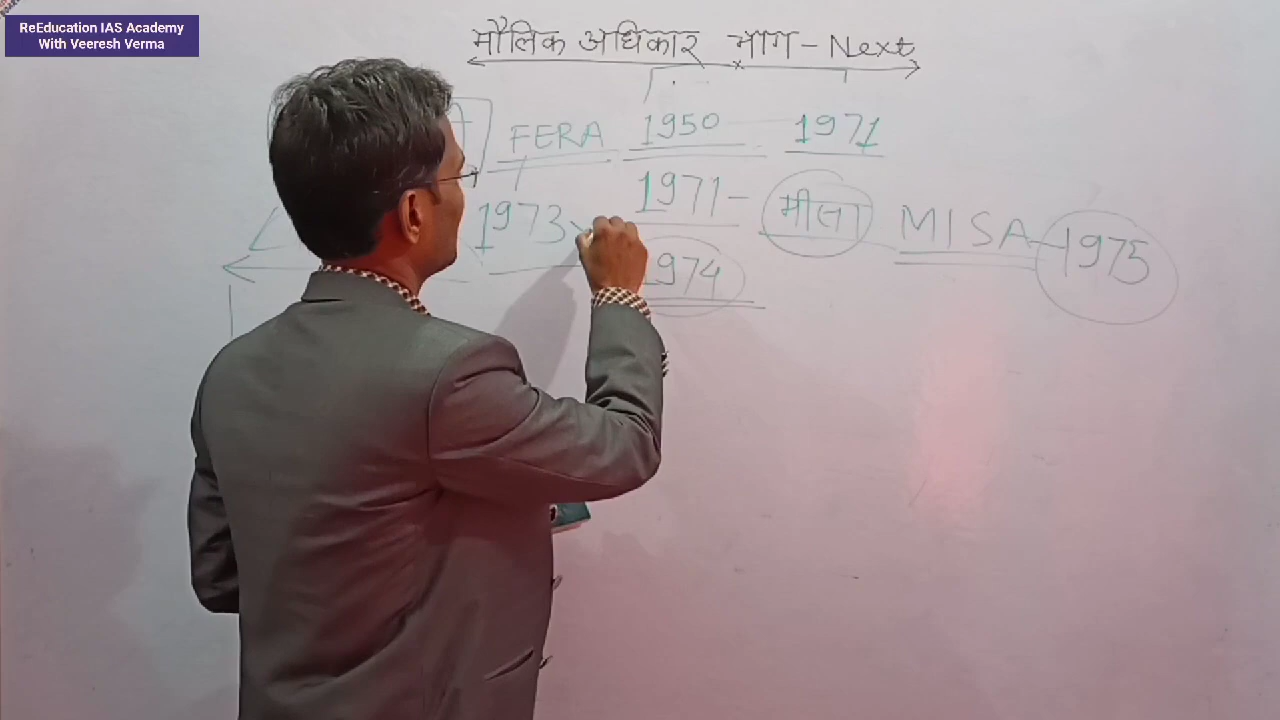 ReEducation IAS Academy
With Veeresh Verma
मौलिक अधिकार भाग - Next
FERA 1950 1971
1973 1971 - मीसा MISA - 1975
1974